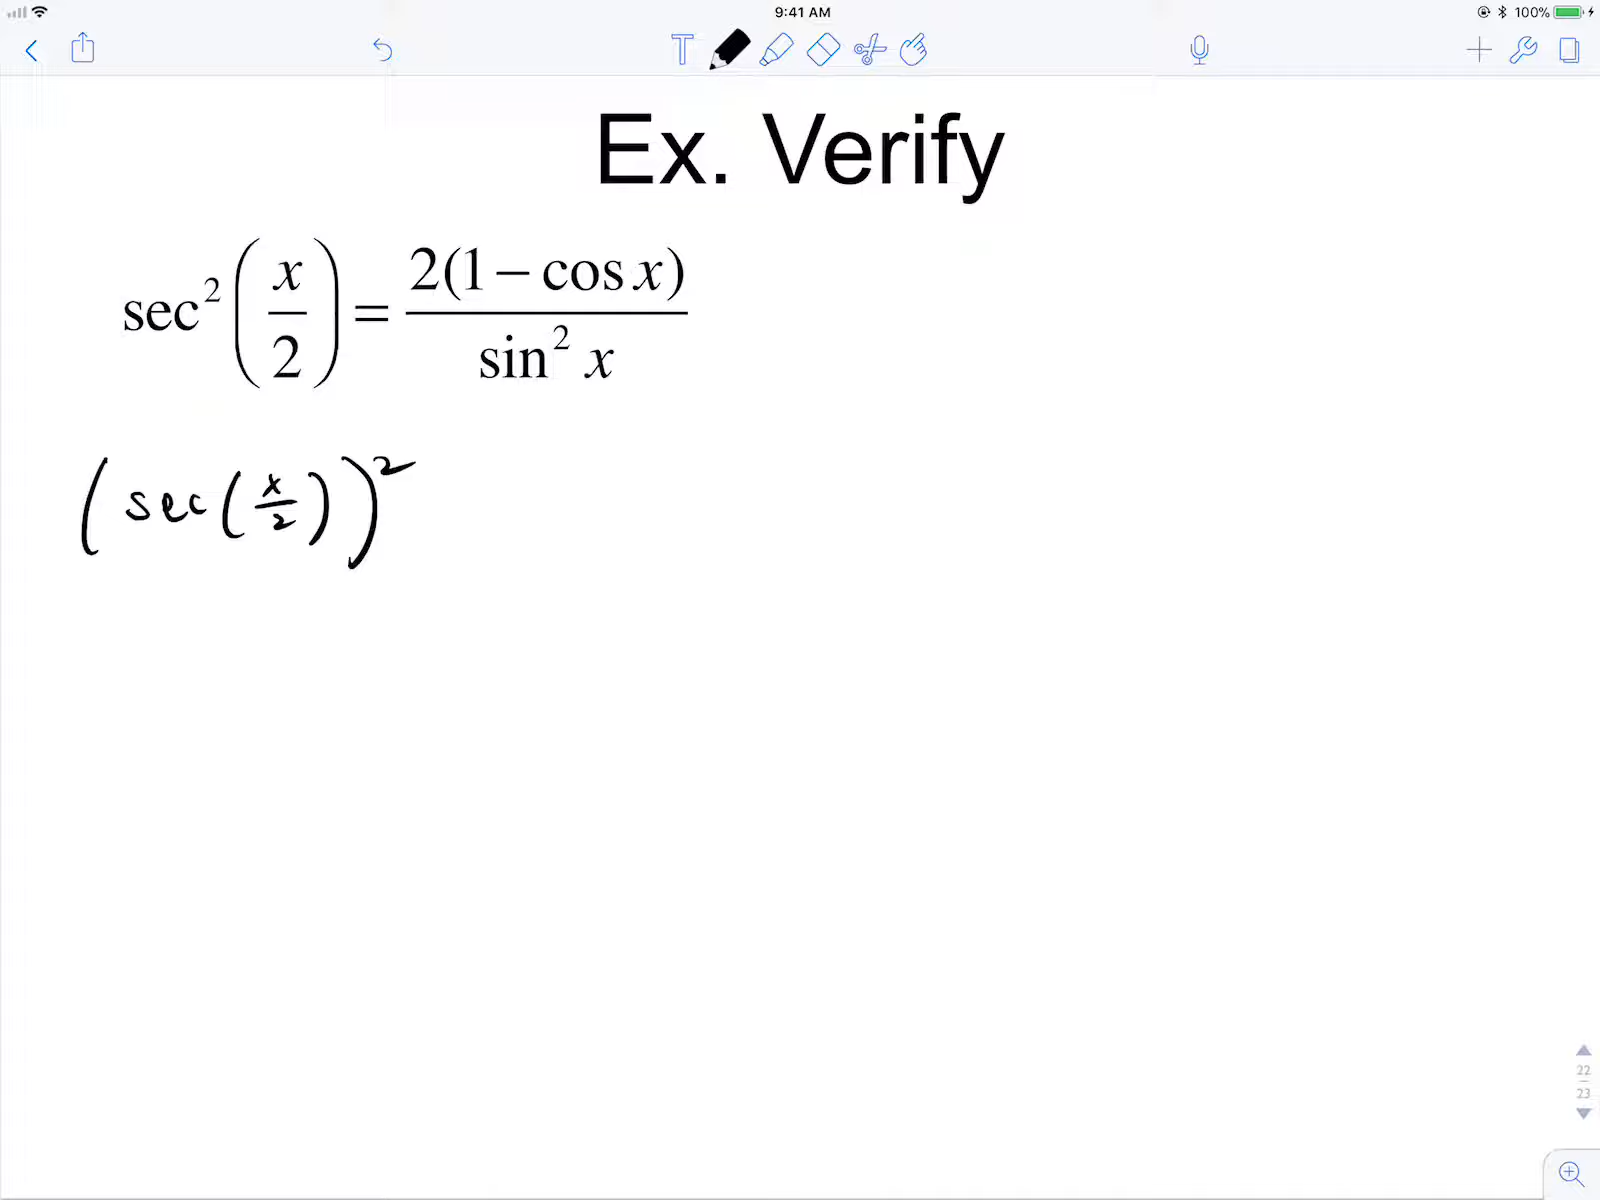 9:41 AM
100%
T
Ex. Verify
sec²(x/2) = 2(1 − cos x)/sin² x
(sec(x/2))²
22
23